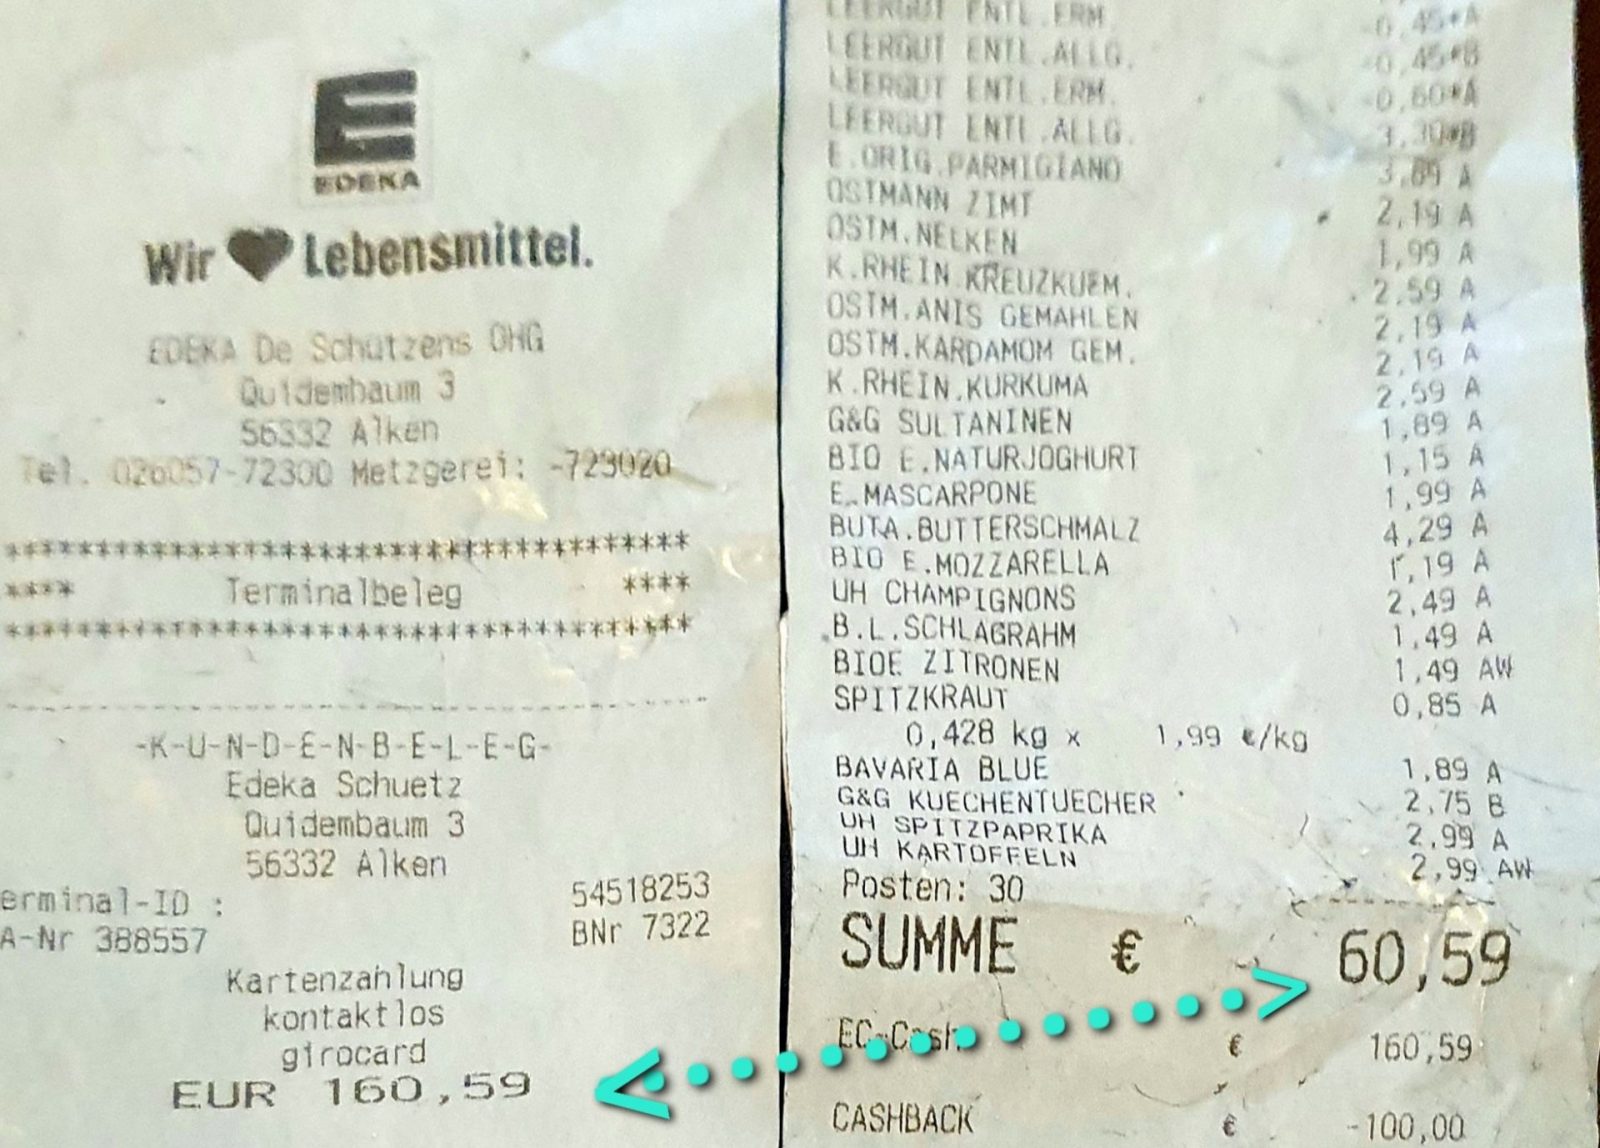 EDEKA
Wir Lebensmittel.
EDEKA De Schutzens OHG
Quidembaum 3
56332 Alken
Tel. 026057-72300 Metzgerei: -723020
****************************************
**** Terminalbeleg ****
****************************************
-K-U-N-D-E-N-B-E-L-E-G-
Edeka Schuetz
Quidembaum 3
56332 Alken
erminal-ID : 54518253
A-Nr 388557 BNr 7322
Kartenzahlung
kontaktlos
girocard
EUR 160,59
LEERGUT ENTL.ERM. -0,45*A
LEERGUT ENTL.ALLG. -0,45*B
LEERGUT ENTL.ERM. -0,60*A
LEERGUT ENTL.ALLG. 3,30*B
E.ORIG.PARMIGIANO 3,89 A
OSTMANN ZIMT 2,19 A
OSTM.NELKEN 1,99 A
K.RHEIN.KREUZKUEM. 2,59 A
OSTM.ANIS GEMAHLEN 2,19 A
OSTM.KARDAMOM GEM. 2,19 A
K.RHEIN.KURKUMA 2,59 A
G&G SULTANINEN 1,89 A
BIO E.NATURJOGHURT 1,15 A
E.MASCARPONE 1,99 A
BUTA.BUTTERSCHMALZ 4,29 A
BIO E.MOZZARELLA 1,19 A
UH CHAMPIGNONS 2,49 A
B.L.SCHLAGRAHM 1,49 A
BIOE ZITRONEN 1,49 AW
SPITZKRAUT 0,85 A
0,428 kg x 1,99 €/kg
BAVARIA BLUE 1,89 A
G&G KUECHENTUECHER 2,75 B
UH SPITZPAPRIKA 2,99 A
UH KARTOFFELN 2,99 AW
Posten: 30
SUMME € 60,59
EC-Cash € 160,59
CASHBACK € -100,00